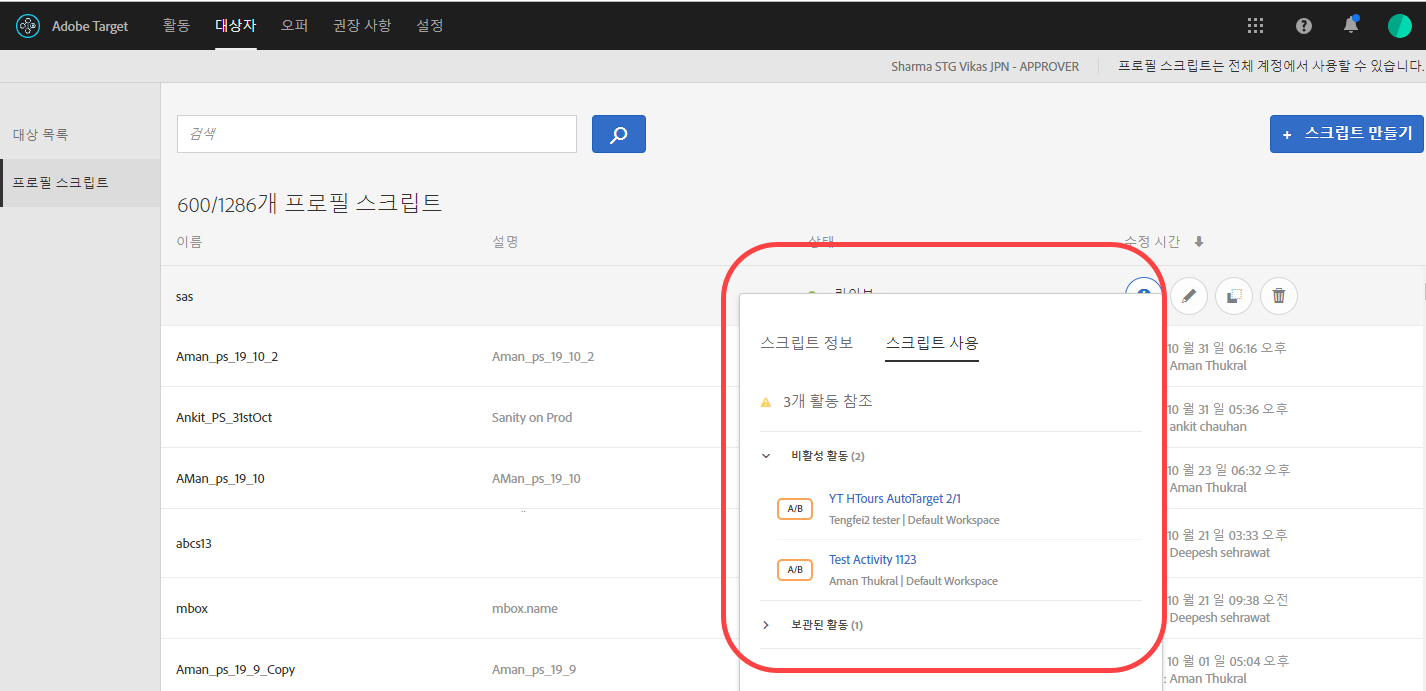 Adobe Target 활동 대상자 오퍼 권장 사항 설정
Sharma STG Vikas JPN - APPROVER 프로필 스크립트는 전체 계정에서 사용할 수 있습니다.
대상 목록
프로필 스크립트
검색
+ 스크립트 만들기
600/1286개 프로필 스크립트
이름 설명 상태 수정 시간
sas 라이브
Aman_ps_19_10_2 Aman_ps_19_10_2 10 월 31 일 06:16 오후
Aman Thukral
Ankit_PS_31stOct Sanity on Prod 10 월 31 일 05:36 오후
ankit chauhan
AMan_ps_19_10 AMan_ps_19_10 10 월 23 일 06:32 오후
Aman Thukral
abcs13 10 월 21 일 03:33 오후
Deepesh sehrawat
mbox mbox.name 10 월 21 일 09:38 오전
Deepesh sehrawat
Aman_ps_19_9_Copy Aman_ps_19_9 10 월 01 일 05:04 오후
: Aman Thukral
스크립트 정보 스크립트 사용
3개 활동 참조
비활성 활동 (2)
A/B YT HTours AutoTarget 2/1
Tengfei2 tester | Default Workspace
A/B Test Activity 1123
Aman Thukral | Default Workspace
보관된 활동 (1)